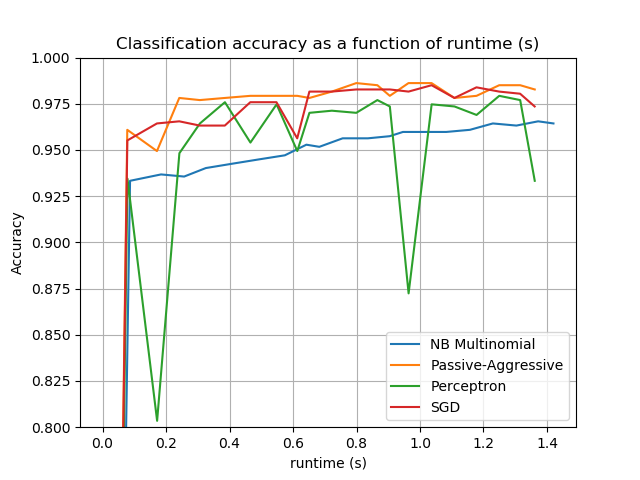 Classification accuracy as a function of runtime (s)
1.000
0.975
0.950
0.925
0.900
0.875
0.850
0.825
0.800
Accuracy
NB Multinomial
Passive-Aggressive
Perceptron
SGD
0.0 0.2 0.4 0.6 0.8 1.0 1.2 1.4
runtime (s)